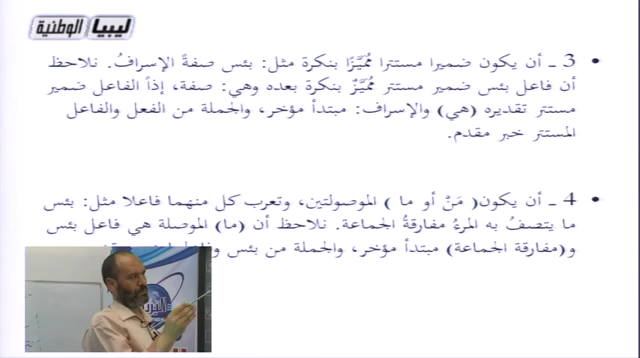 ليبيا الوطنية
3 ـ أن يكون ضميرا مستترا مُمَيَّزًا بنكرة مثل: بئس صفةً الإسرافُ. نلاحظ
أن فاعل بئس ضمير مستتر مُمَيَّزٌ بنكرة بعده وهي: صفة، إذاً الفاعل ضمير
مستتر تقديره (هي) والإسراف: مبتدأ مؤخر، والجملة من الفعل والفاعل
المستتر خبر مقدم.
4 ـ أن يكون( مَنْ أو ما ) الموصولتين، وتعرب كل منهما فاعلا مثل: بئس
ما يتصفُ به المرءُ مفارقةُ الجماعة. نلاحظ أن (ما) الموصلة هي فاعل بئس
و(مفارقة الجماعة) مبتدأ مؤخر، والجملة من بئس